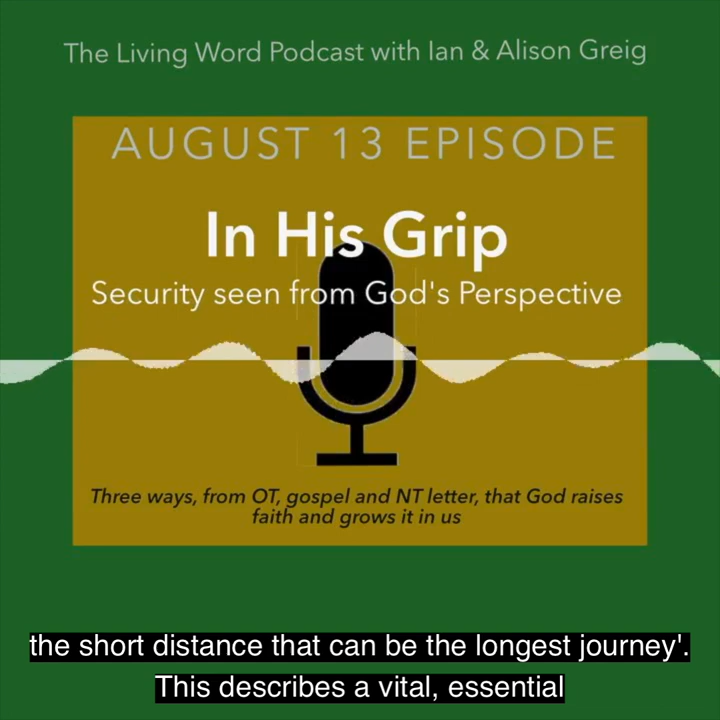 The Living Word Podcast with Ian & Alison Greig
AUGUST 13 EPISODE
In His Grip
Security seen from God's Perspective
Three ways, from OT, gospel and NT letter, that God raises
faith and grows it in us
the short distance that can be the longest journey'.
This describes a vital, essential